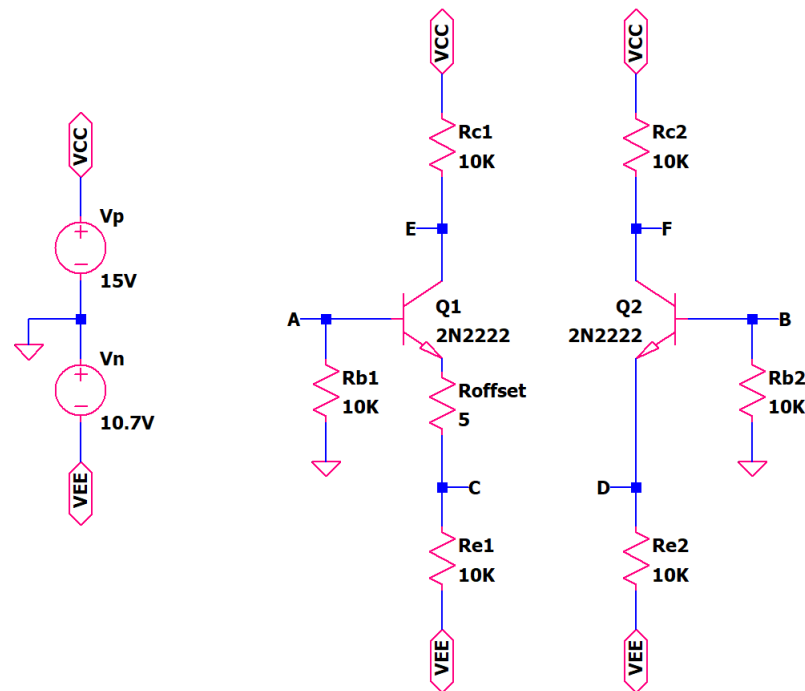 VCC
Vp
15V
Vn
10.7V
VEE
VCC
Rc1
10K
E
A
Q1
2N2222
Rb1
10K
Roffset
5
C
Re1
10K
VEE
VCC
Rc2
10K
F
Q2
2N2222
B
Rb2
10K
D
Re2
10K
VEE